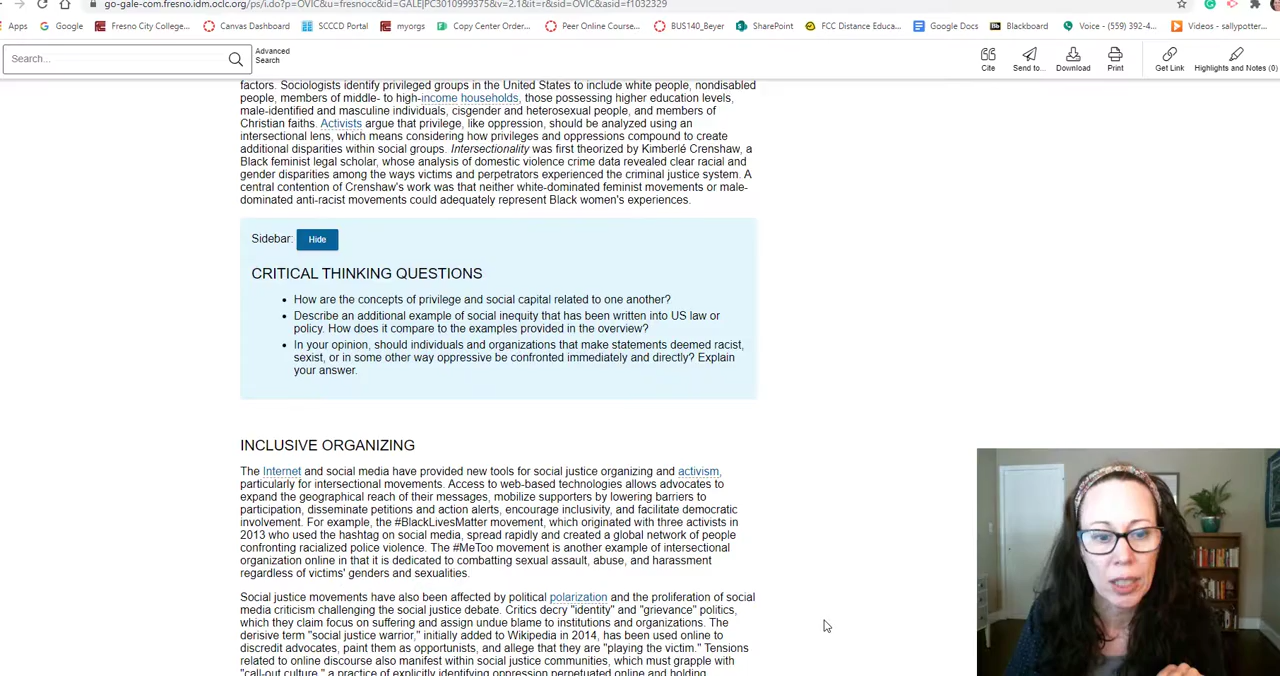 go-gale-com.fresno.idm.oclc.org/ps/i.do?p=OVIC&u=fresnocc&id=GALE|PC3010999375&v=2.1&it=r&sid=OVIC&asid=f1032329
Apps Google Fresno City College... Canvas Dashboard SCCCD Portal myorgs Copy Center Order... Peer Online Course... BUS140_Beyer SharePoint FCC Distance Educa... Google Docs Blackboard Voice - (559) 392-4... Videos - sallypotter...
Search...
Advanced
Search
Cite Send to... Download Print Get Link Highlights and Notes (0)
factors. Sociologists identify privileged groups in the United States to include white people, nondisabled
people, members of middle- to high-income households, those possessing higher education levels,
male-identified and masculine individuals, cisgender and heterosexual people, and members of
Christian faiths. Activists argue that privilege, like oppression, should be analyzed using an
intersectional lens, which means considering how privileges and oppressions compound to create
additional disparities within social groups. Intersectionality was first theorized by Kimberlé Crenshaw, a
Black feminist legal scholar, whose analysis of domestic violence crime data revealed clear racial and
gender disparities among the ways victims and perpetrators experienced the criminal justice system. A
central contention of Crenshaw's work was that neither white-dominated feminist movements or male-
dominated anti-racist movements could adequately represent Black women's experiences.
Sidebar: Hide
CRITICAL THINKING QUESTIONS
• How are the concepts of privilege and social capital related to one another?
• Describe an additional example of social inequity that has been written into US law or
policy. How does it compare to the examples provided in the overview?
• In your opinion, should individuals and organizations that make statements deemed racist,
sexist, or in some other way oppressive be confronted immediately and directly? Explain
your answer.
INCLUSIVE ORGANIZING
The Internet and social media have provided new tools for social justice organizing and activism,
particularly for intersectional movements. Access to web-based technologies allows advocates to
expand the geographical reach of their messages, mobilize supporters by lowering barriers to
participation, disseminate petitions and action alerts, encourage inclusivity, and facilitate democratic
involvement. For example, the #BlackLivesMatter movement, which originated with three activists in
2013 who used the hashtag on social media, spread rapidly and created a global network of people
confronting racialized police violence. The #MeToo movement is another example of intersectional
organization online in that it is dedicated to combatting sexual assault, abuse, and harassment
regardless of victims' genders and sexualities.
Social justice movements have also been affected by political polarization and the proliferation of social
media criticism challenging the social justice debate. Critics decry "identity" and "grievance" politics,
which they claim focus on suffering and assign undue blame to institutions and organizations. The
derisive term "social justice warrior," initially added to Wikipedia in 2014, has been used online to
discredit advocates, paint them as opportunists, and allege that they are "playing the victim." Tensions
related to online discourse also manifest within social justice communities, which must grapple with
"call-out culture," a practice of explicitly identifying oppression perpetuated online and holding